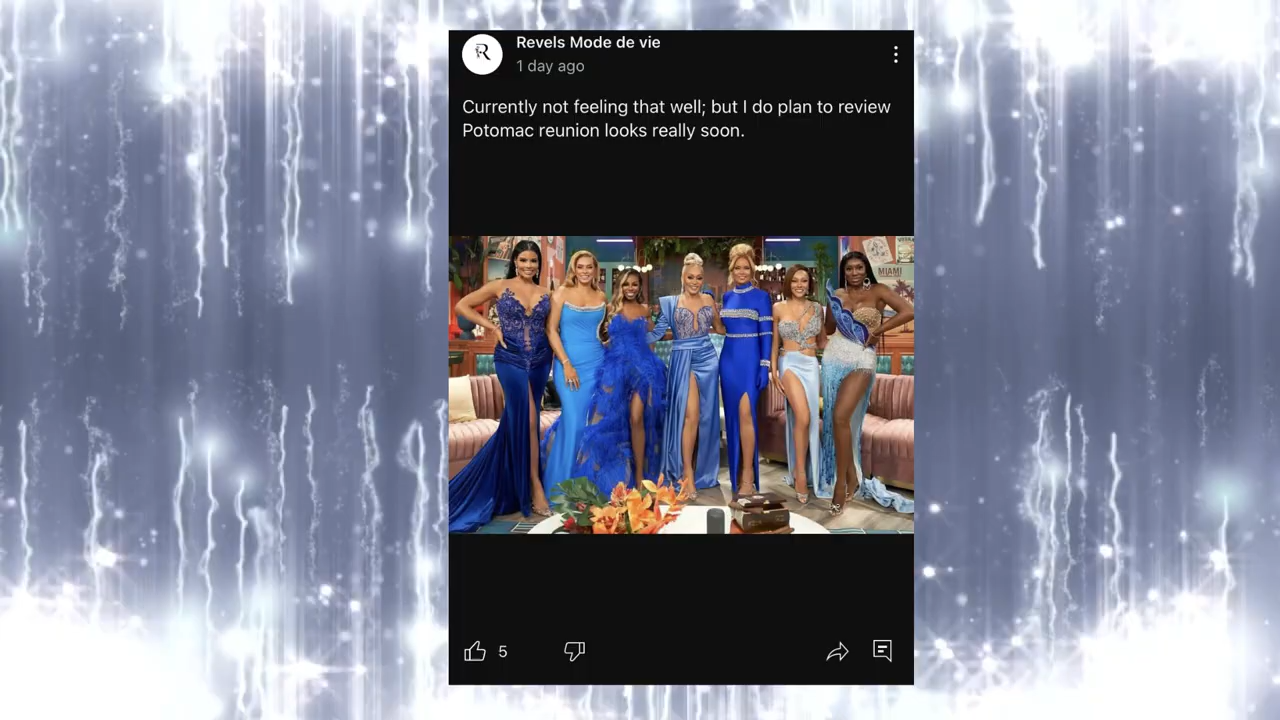 R
Revels Mode de vie
1 day ago
Currently not feeling that well; but I do plan to review
Potomac reunion looks really soon.
MIAMI
5